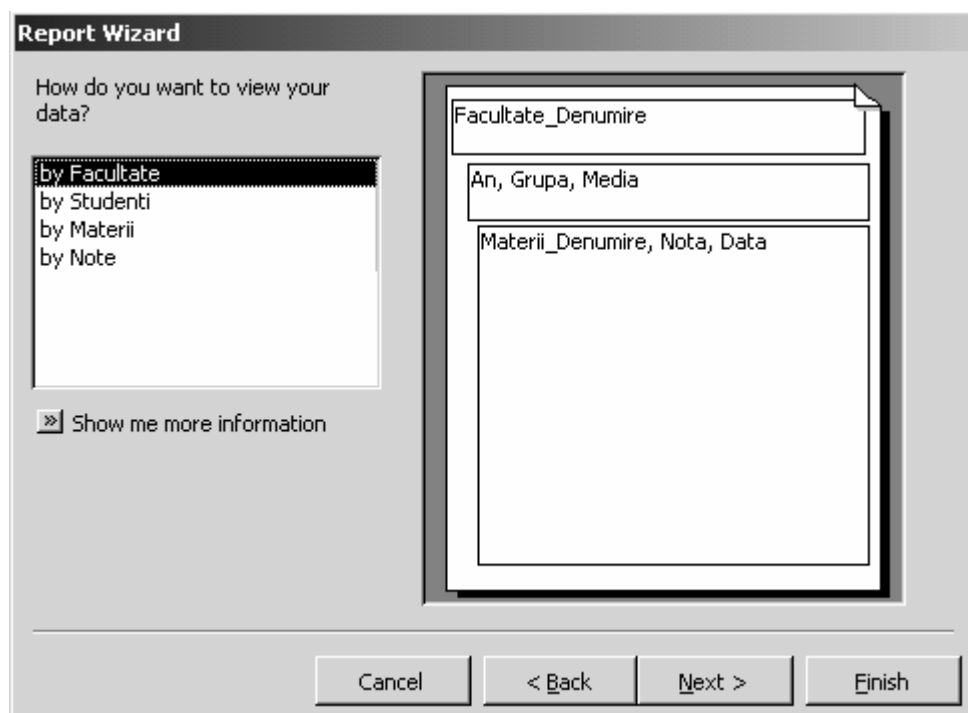 Report Wizard
How do you want to view your
data?
by Facultate
by Studenti
by Materii
by Note
» Show me more information
Facultate_Denumire
An, Grupa, Media
Materii_Denumire, Nota, Data
Cancel
< Back
Next >
Finish